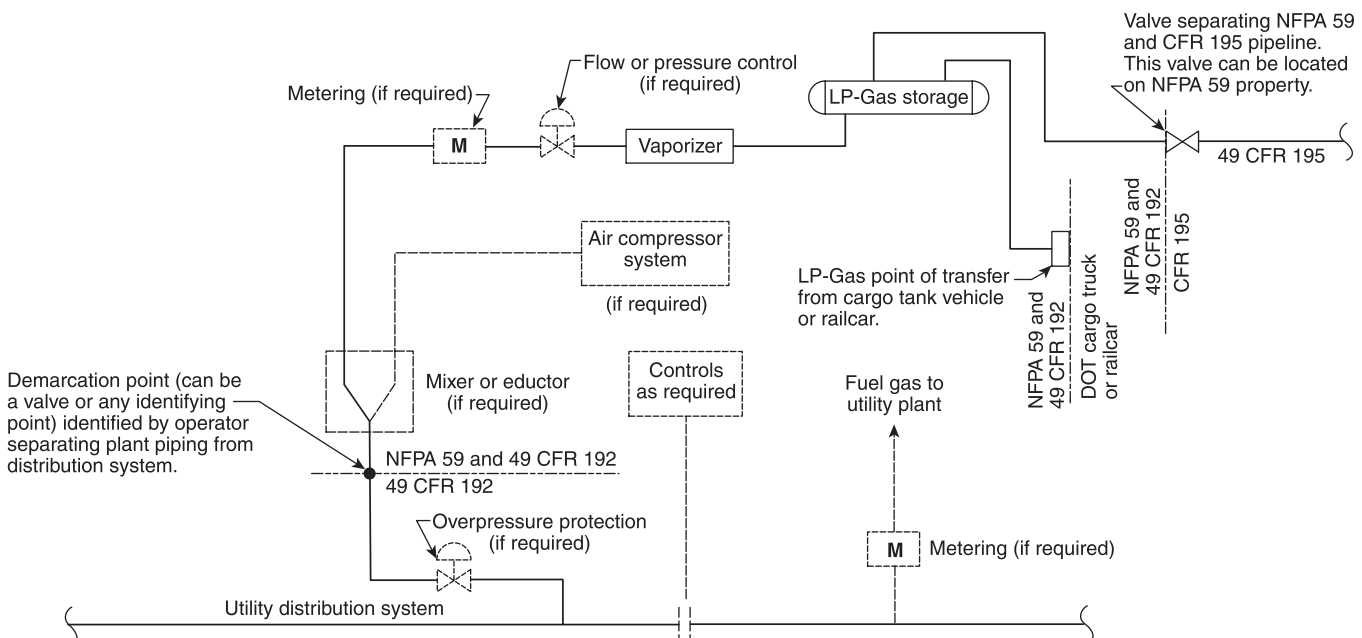 Valve separating NFPA 59
and CFR 195 pipeline.
This valve can be located
on NFPA 59 property.
Flow or pressure control
(if required)
Metering (if required)
LP-Gas storage
M
Vaporizer
49 CFR 195
NFPA 59 and
49 CFR 192
CFR 195
Air compressor
system
(if required)
LP-Gas point of transfer
from cargo tank vehicle
or railcar.
NFPA 59 and
49 CFR 192
DOT cargo truck
or railcar
Mixer or eductor
(if required)
Controls
as required
Fuel gas to
utility plant
Demarcation point (can be
a valve or any identifying
point) identified by operator
separating plant piping from
distribution system.
NFPA 59 and 49 CFR 192
49 CFR 192
Overpressure protection
(if required)
M
Metering (if required)
Utility distribution system